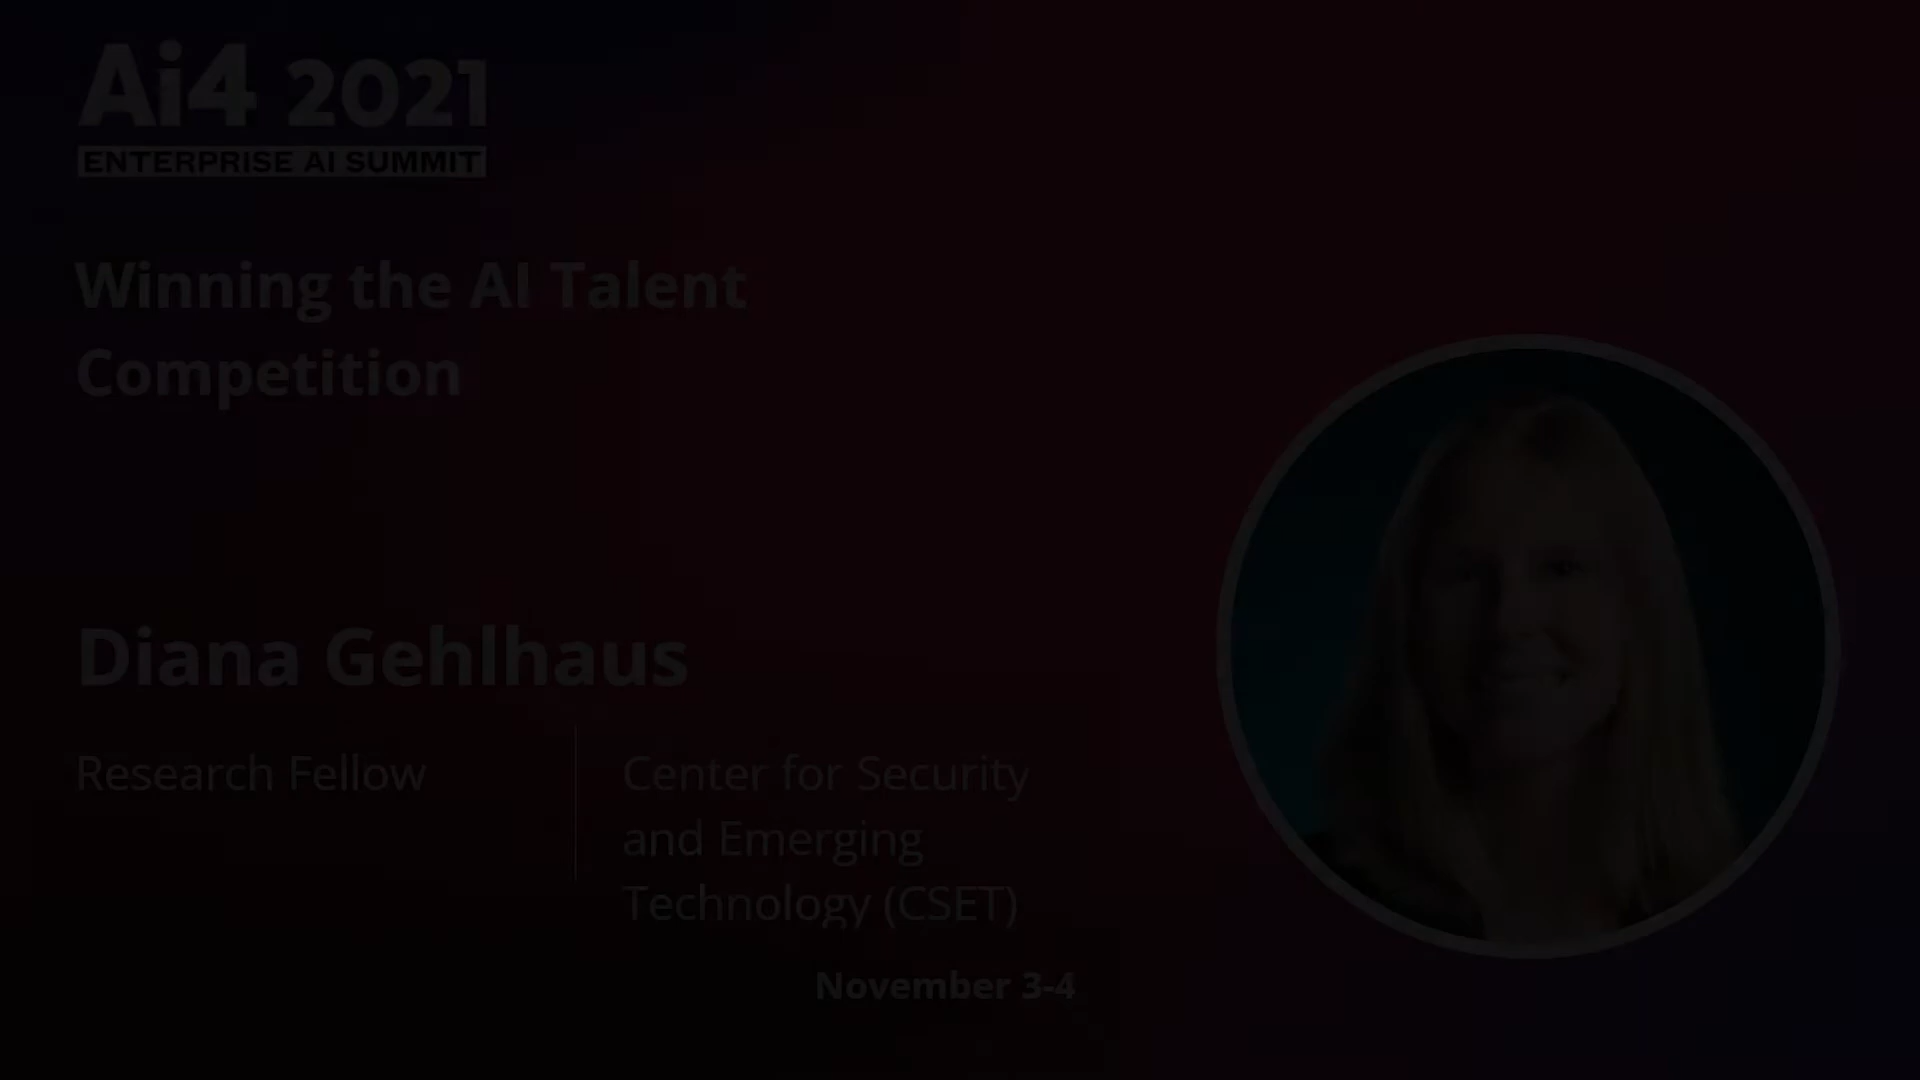 Ai4 2021
ENTERPRISE AI SUMMIT
Winning the AI Talent
Competition
Diana Gehlhaus
Research Fellow
Center for Security
and Emerging
Technology (CSET)
November 3-4